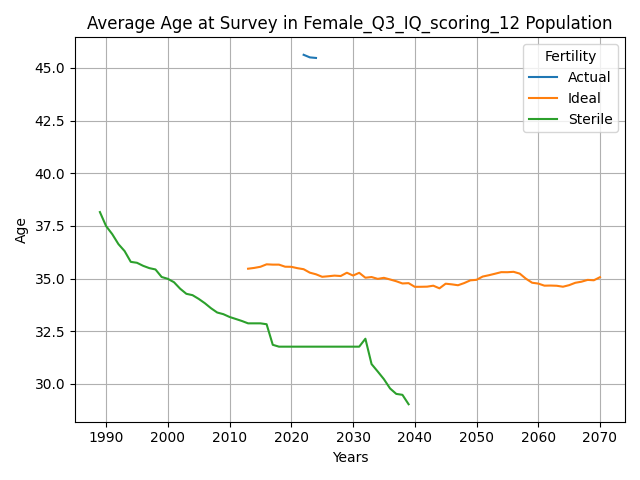 Average Age at Survey in Female_Q3_IQ_scoring_12 Population
Fertility
Actual
Ideal
Sterile
45.0
42.5
40.0
37.5
35.0
32.5
30.0
Age
1990 2000 2010 2020 2030 2040 2050 2060 2070
Years